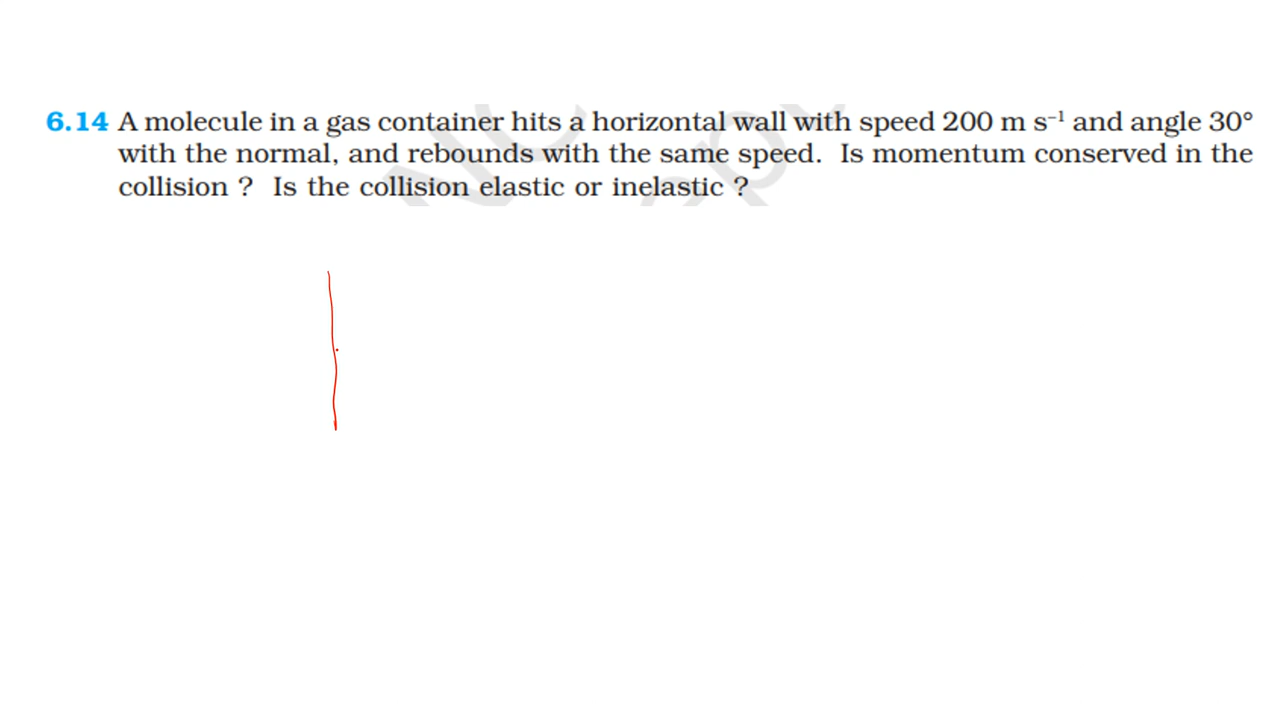 6.14 A molecule in a gas container hits a horizontal wall with speed 200 m s⁻¹ and angle 30°
with the normal, and rebounds with the same speed. Is momentum conserved in the
collision ? Is the collision elastic or inelastic ?